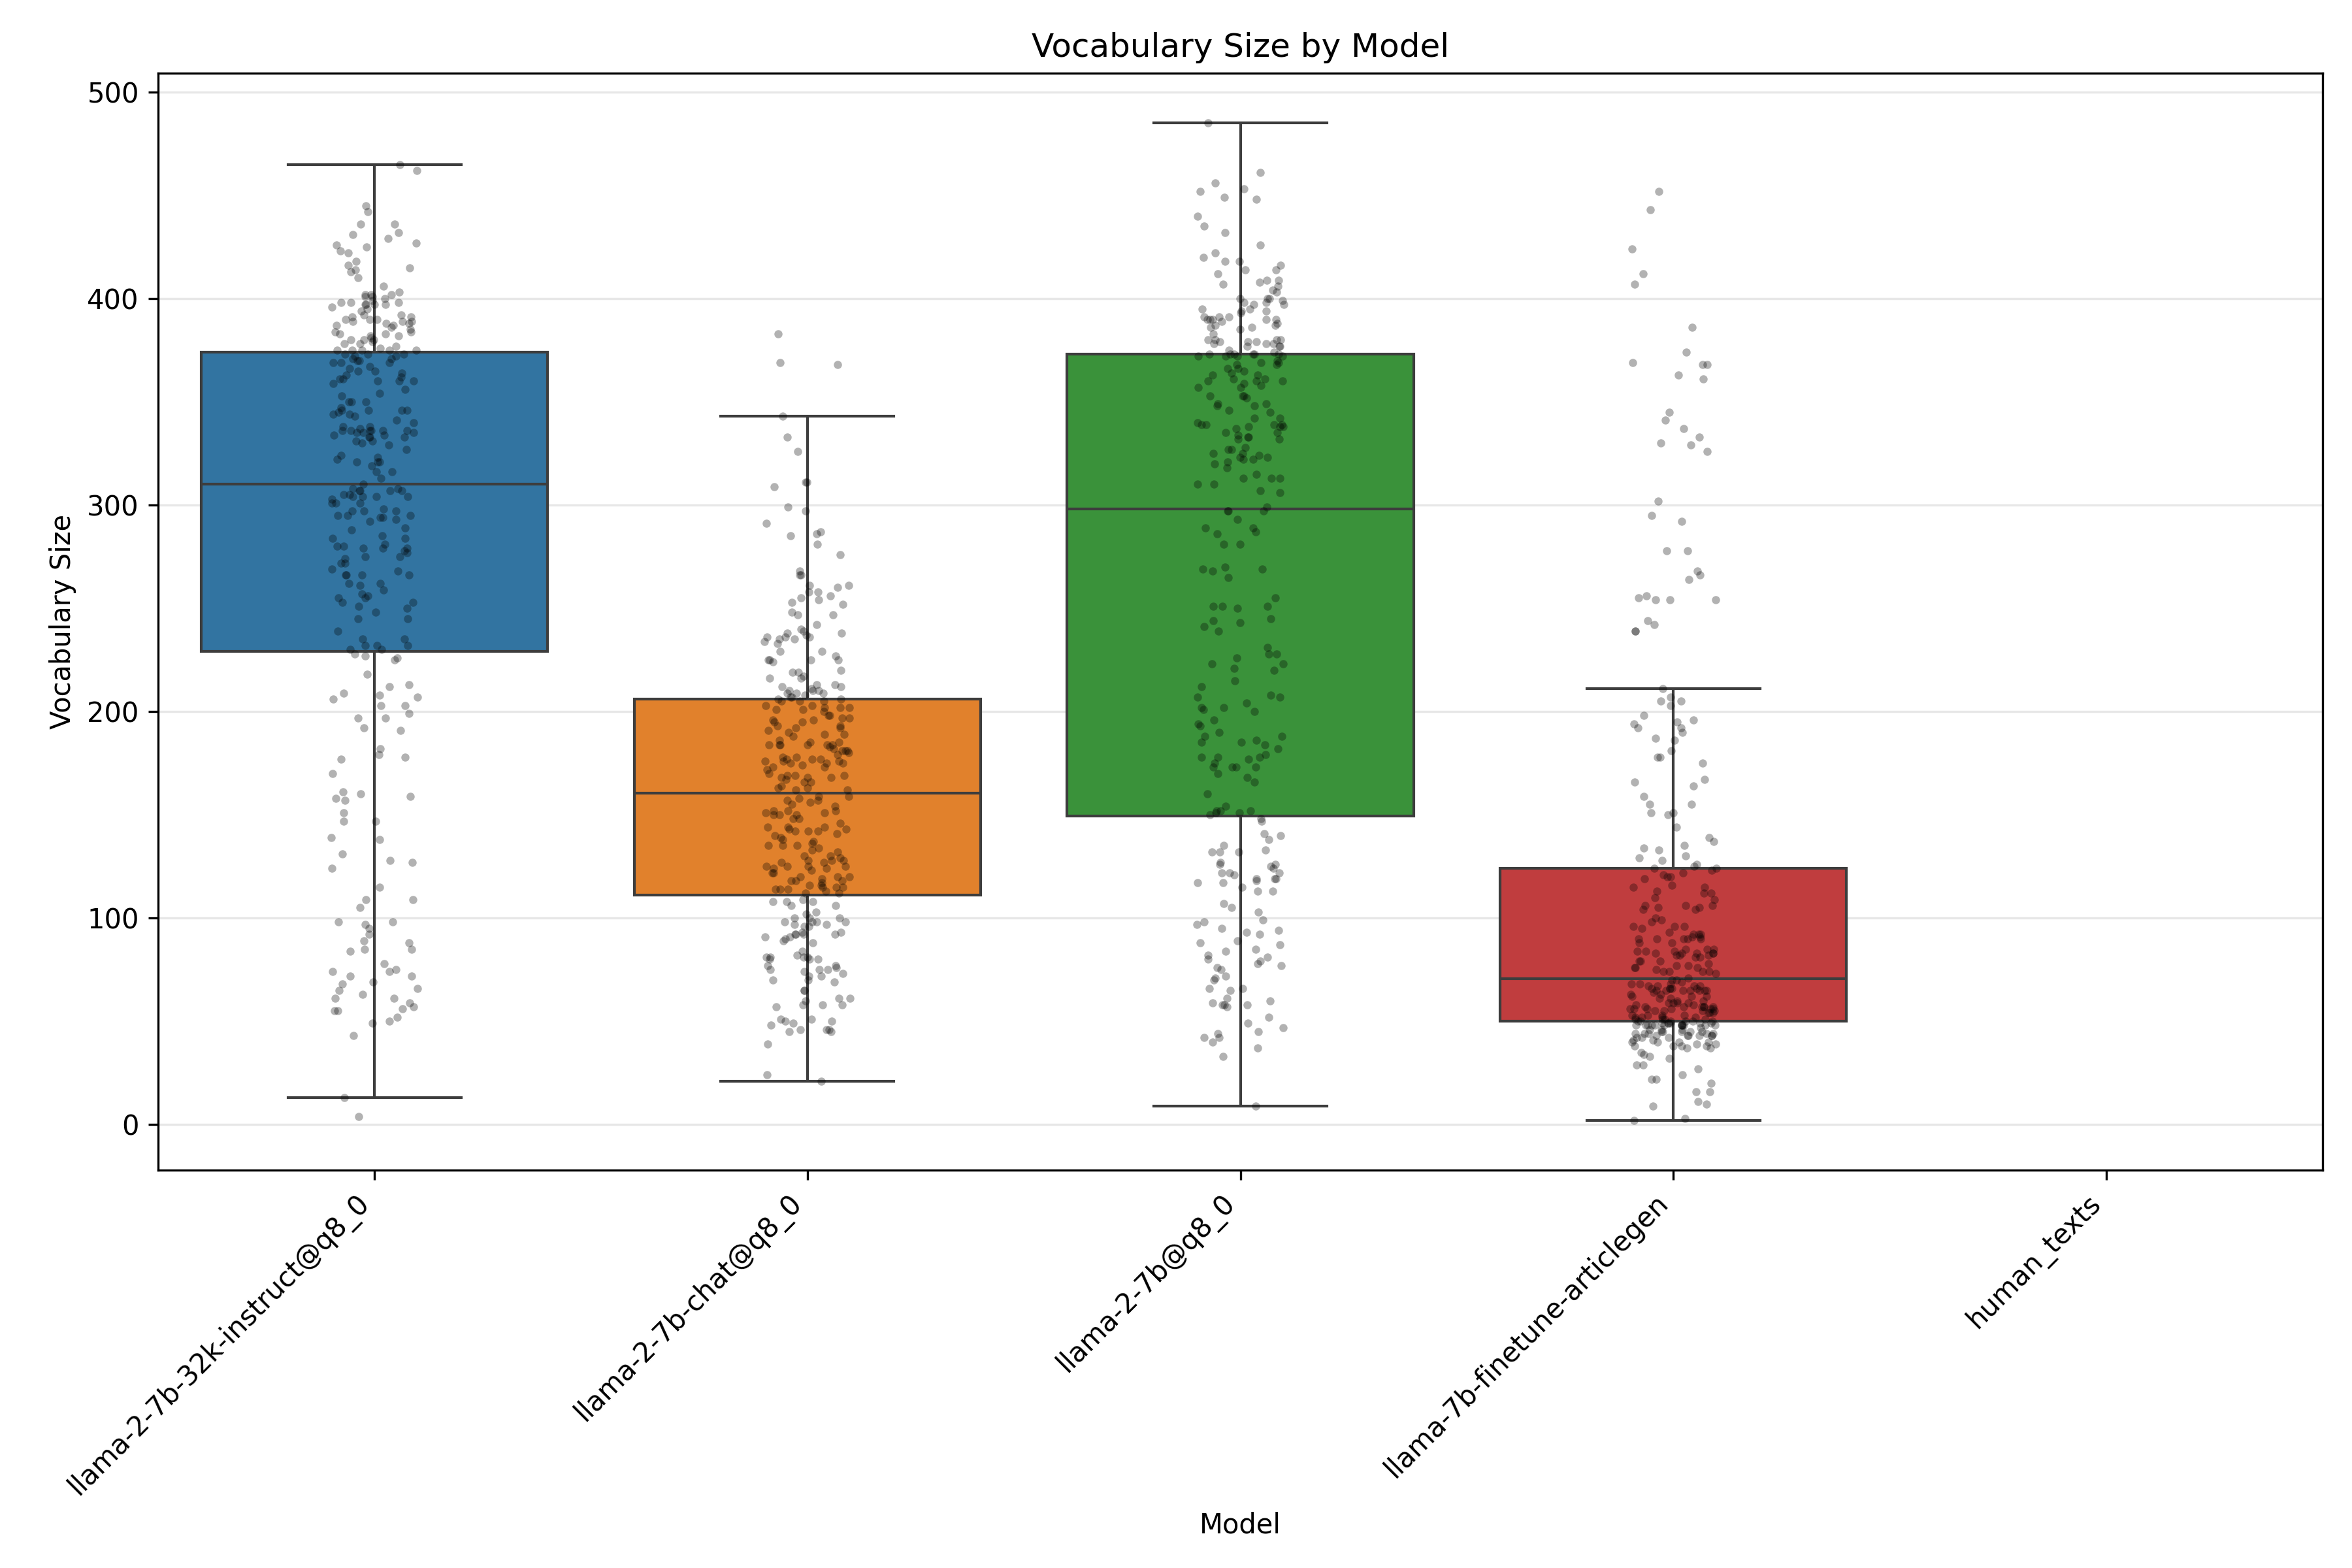 Vocabulary Size by Model
Vocabulary Size
500
400
300
200
100
0
llama-2-7b-32k-instruct@q8_0
llama-2-7b-chat@q8_0
llama-2-7b@q8_0
llama-7b-finetune-articlegen
human_texts
Model